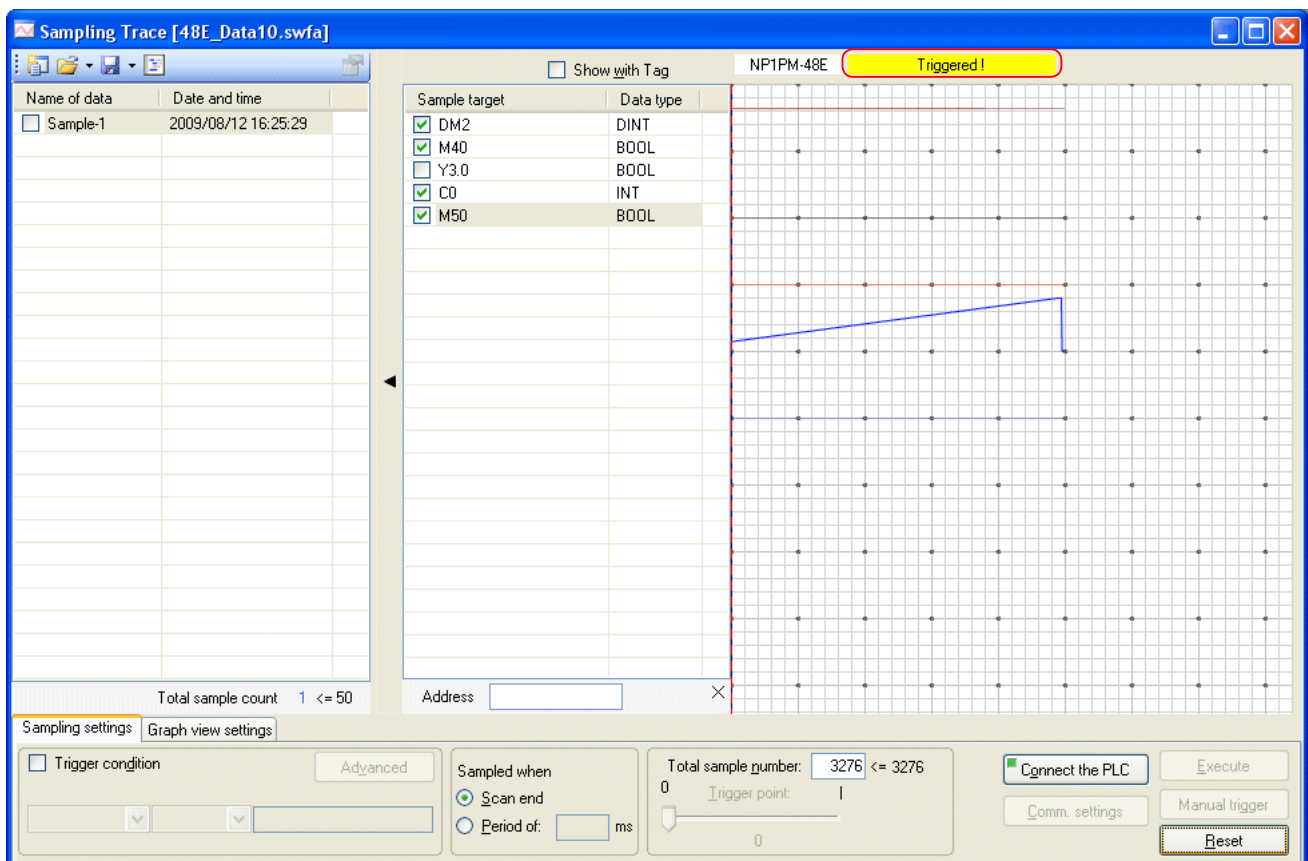 Sampling Trace [48E_Data10.swfa]
Show with Tag
NP1PM-48E Triggered !
Name of data Date and time
Sample target Data type
Sample-1 2009/08/12 16:25:29
DM2 DINT
M40 BOOL
Y3.0 BOOL
C0 INT
M50 BOOL
Total sample count 1 <= 50
Address
Sampling settings Graph view settings
Trigger condition Advanced
Sampled when
Scan end
Period of: ms
Total sample number: 3276 <= 3276
0 Trigger point:
0
Connect the PLC Execute
Comm. settings Manual trigger
Reset